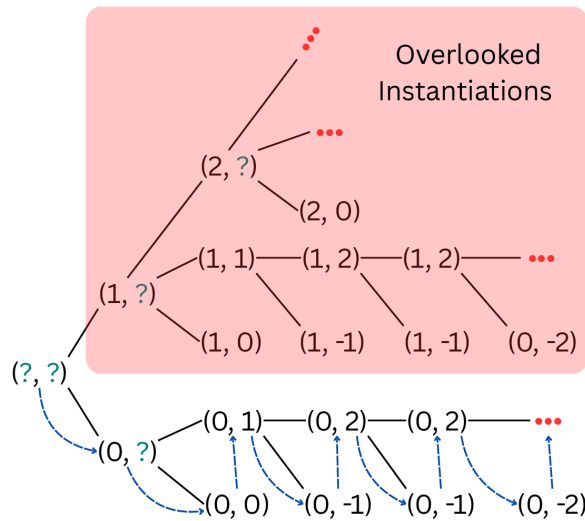 Overlooked
Instantiations
(2, ?)
(2, 0)
(1, 1) (1, 2) (1, 2)
(1, ?)
(1, 0) (1, -1) (1, -1) (0, -2)
(?, ?)
(0, 1) (0, 2) (0, 2)
(0, ?)
(0, 0) (0, -1) (0, -1) (0, -2)